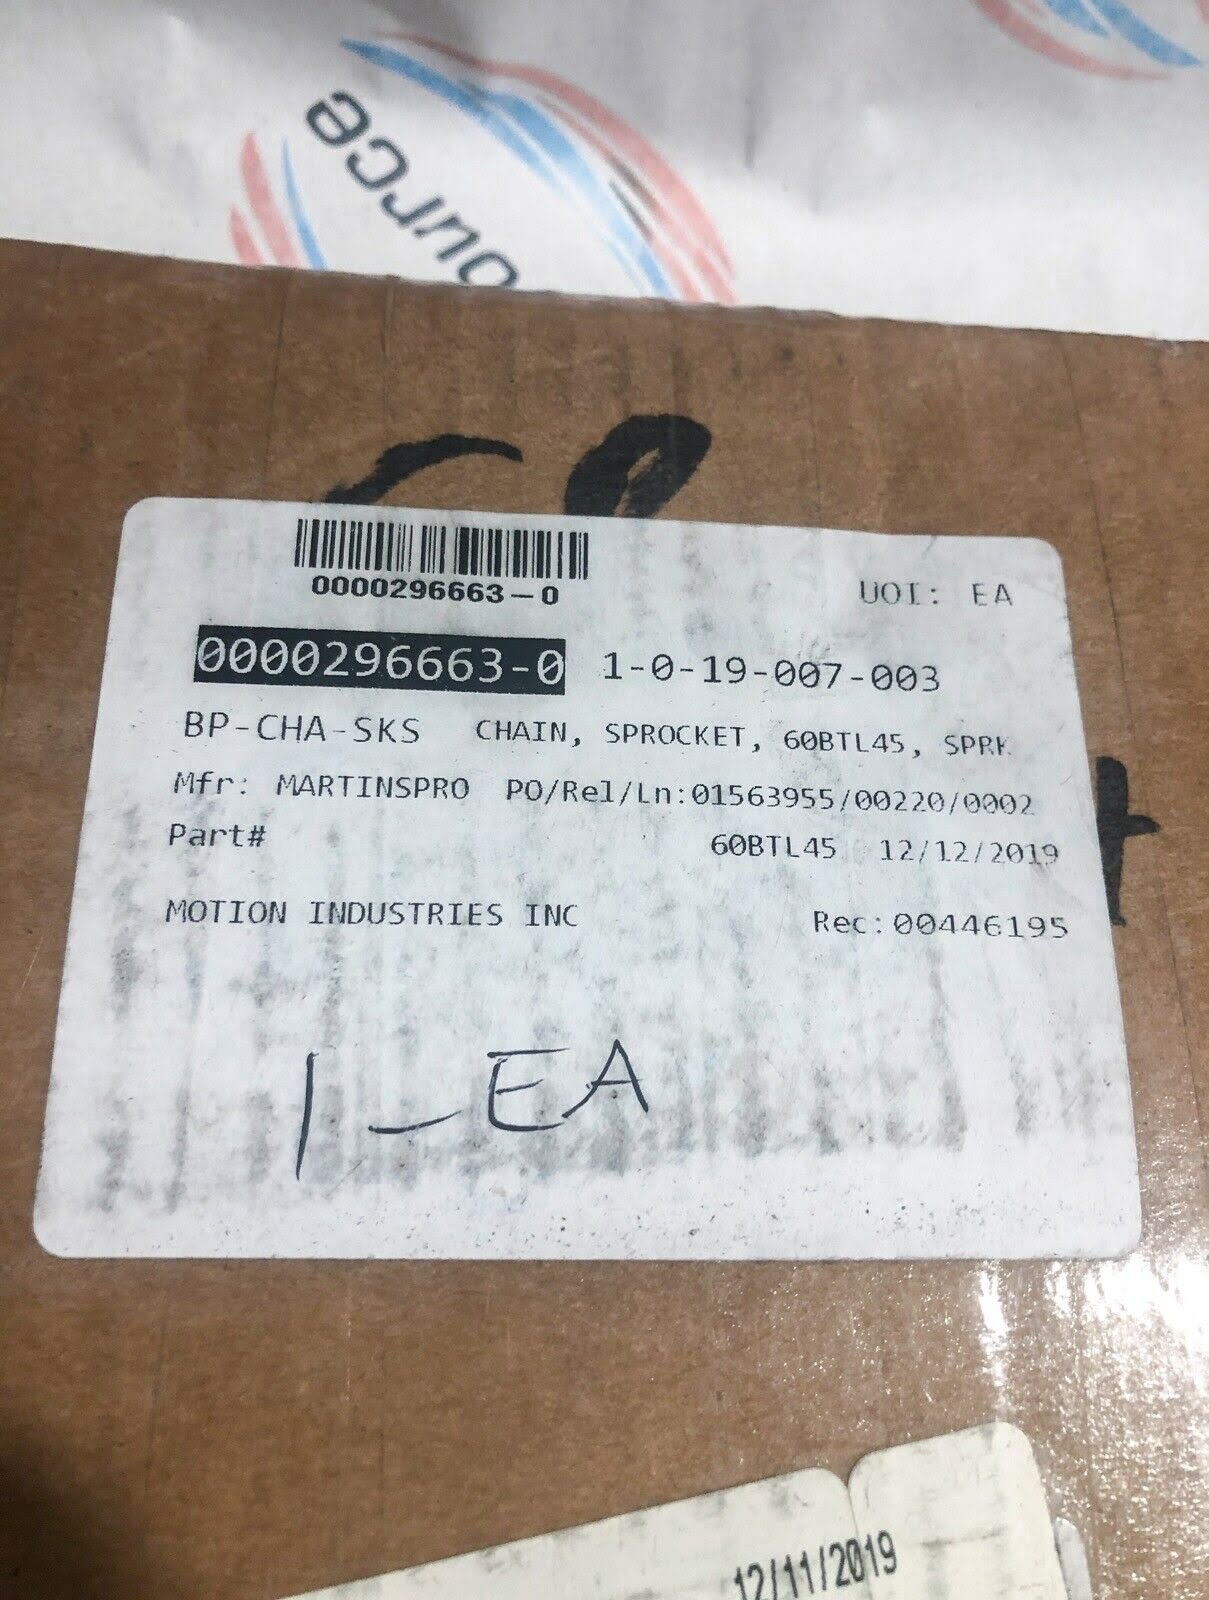 ource
0000296663-0
UOI: EA
0000296663-0 1-0-19-007-003
BP-CHA-SKS CHAIN, SPROCKET, 60BTL45, SPRK
Mfr: MARTINSPRO PO/Rel/Ln:01563955/00220/0002
Part# 60BTL45 12/12/2019
MOTION INDUSTRIES INC Rec:00446195
1-EA
12/11/2019